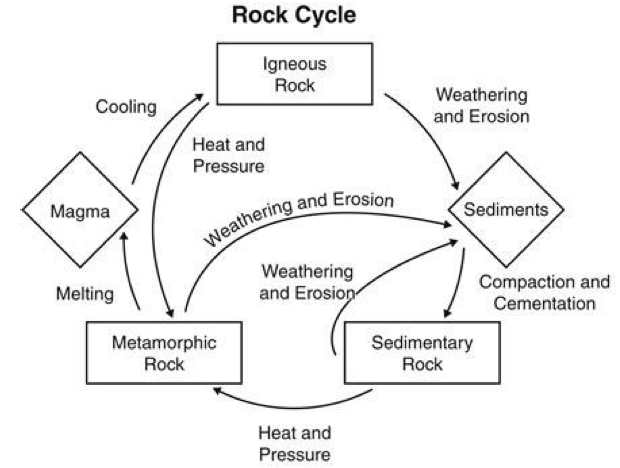 Rock Cycle
Igneous
Rock
Cooling
Weathering
and Erosion
Heat and
Pressure
Magma
Weathering and Erosion
Sediments
Weathering
and Erosion
Melting
Compaction and
Cementation
Metamorphic
Rock
Sedimentary
Rock
Heat and
Pressure